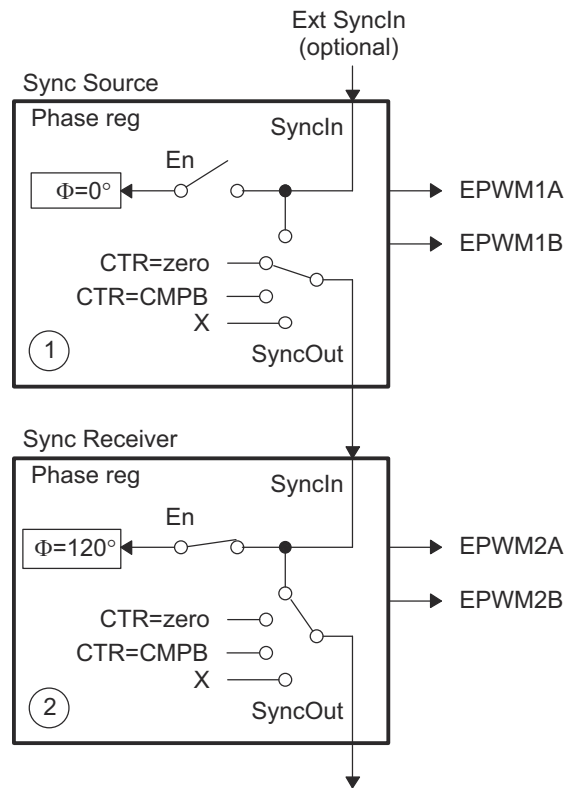 Ext SyncIn
(optional)
Sync Source
Phase reg
SyncIn
En
Φ=0°
EPWM1A
EPWM1B
CTR=zero
CTR=CMPB
X
1
SyncOut
Sync Receiver
Phase reg
SyncIn
En
Φ=120°
EPWM2A
EPWM2B
CTR=zero
CTR=CMPB
X
2
SyncOut